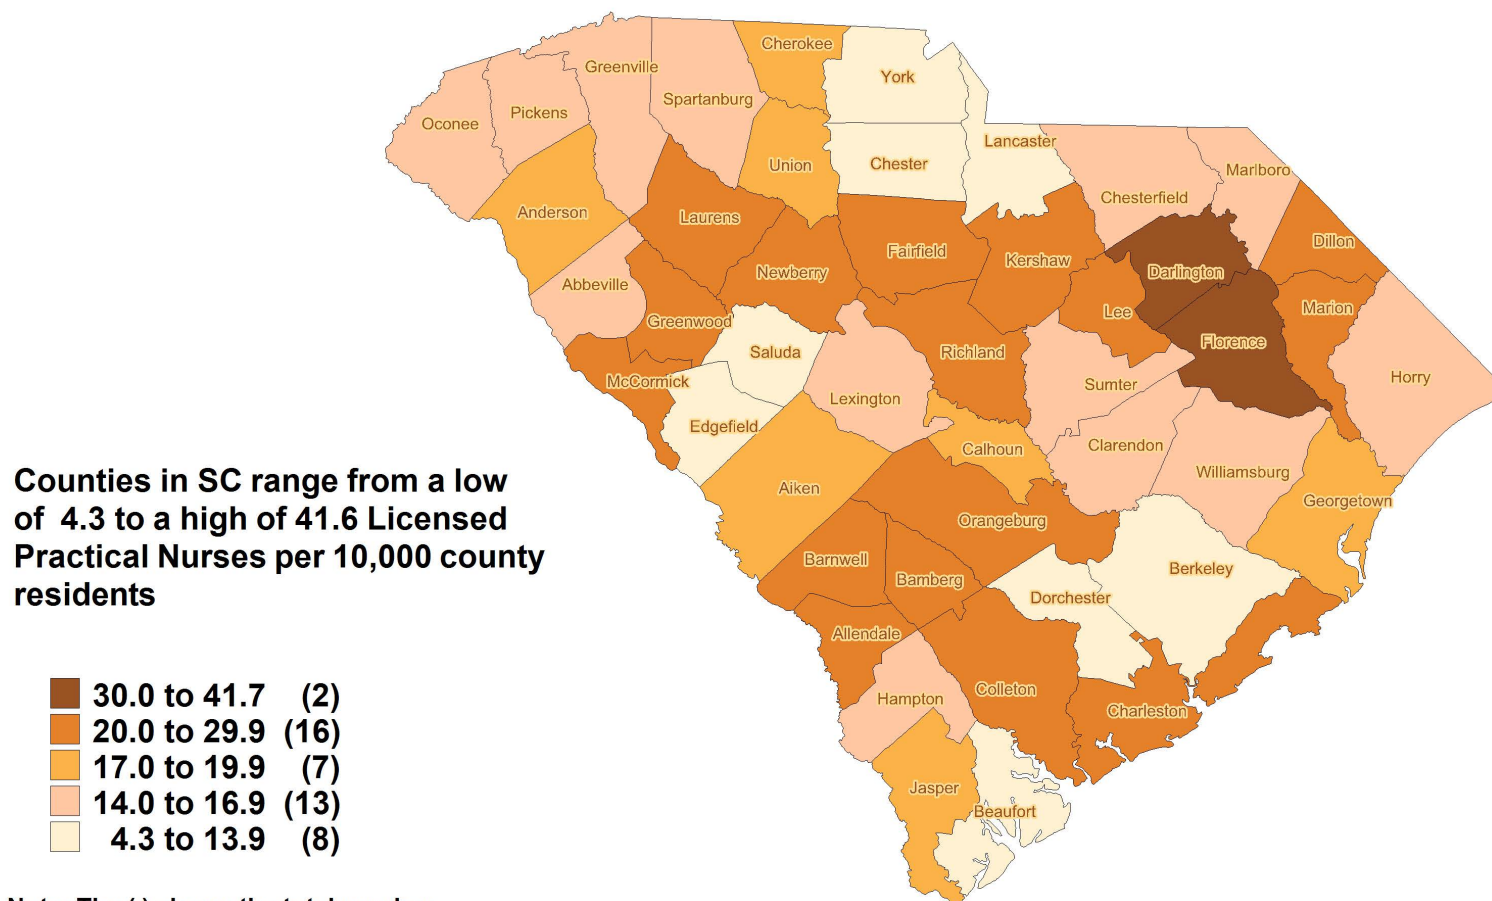 Cherokee
York
Greenville
Spartanburg
Pickens
Oconee
Lancaster
Union
Chester
Marlboro
Chesterfield
Anderson
Laurens
Dillon
Fairfield
Kershaw
Newberry
Darlington
Abbeville
Marion
Lee
Greenwood
Florence
Saluda
Richland
McCormick
Horry
Sumter
Lexington
Edgefield
Clarendon
Calhoun
Williamsburg
Aiken
Georgetown
Orangeburg
Barnwell
Berkeley
Bamberg
Dorchester
Allendale
Colleton
Hampton
Charleston
Jasper
Beaufort
Counties in SC range from a low
of 4.3 to a high of 41.6 Licensed
Practical Nurses per 10,000 county
residents
30.0 to 41.7 (2)
20.0 to 29.9 (16)
17.0 to 19.9 (7)
14.0 to 16.9 (13)
4.3 to 13.9 (8)